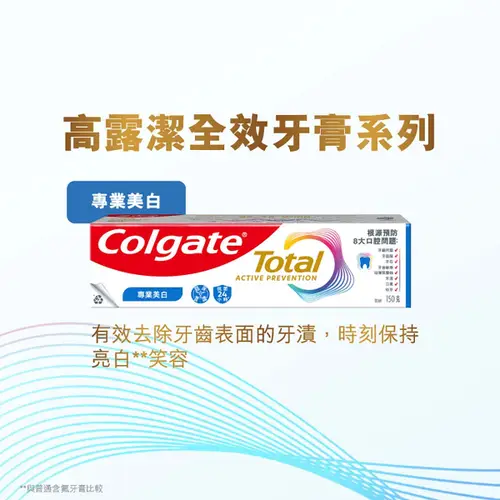 高露潔全效牙膏系列
專業美白
Colgate®
Total
ACTIVE PREVENTION
根源預防
8大口腔問題:
專業美白
24
150克
有效去除牙齒表面的牙漬，時刻保持
亮白**笑容
**與普通含氟牙膏比較